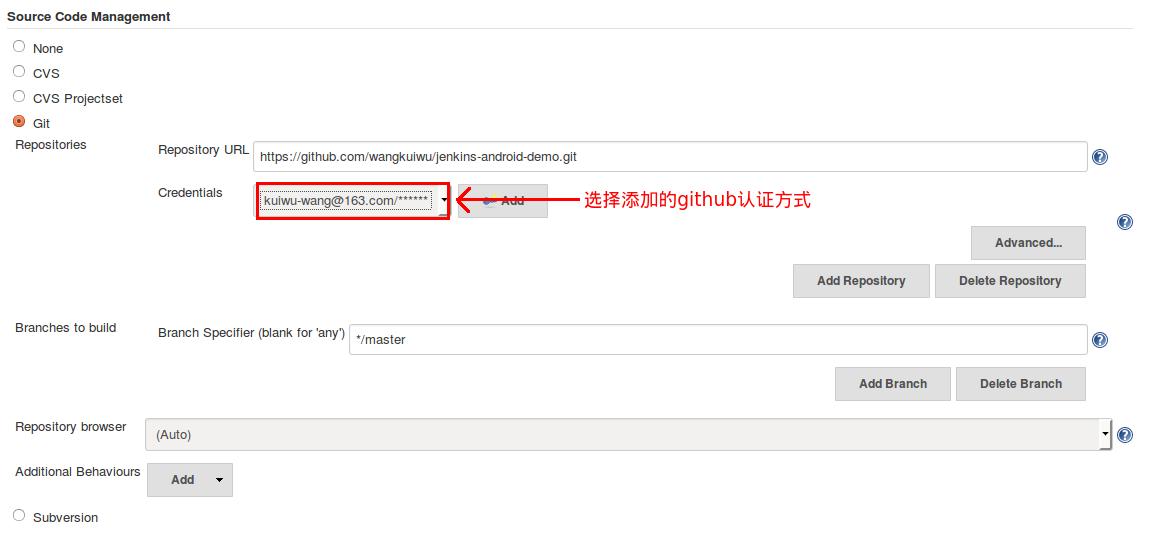 Source Code Management
None
CVS
CVS Projectset
Git
Repositories
Repository URL https://github.com/wangkuiwu/jenkins-android-demo.git
Credentials kuiwu-wang@163.com/****** Add 选择添加的github认证方式
Advanced...
Add Repository Delete Repository
Branches to build
Branch Specifier (blank for 'any') */master
Add Branch Delete Branch
Repository browser (Auto)
Additional Behaviours Add
Subversion